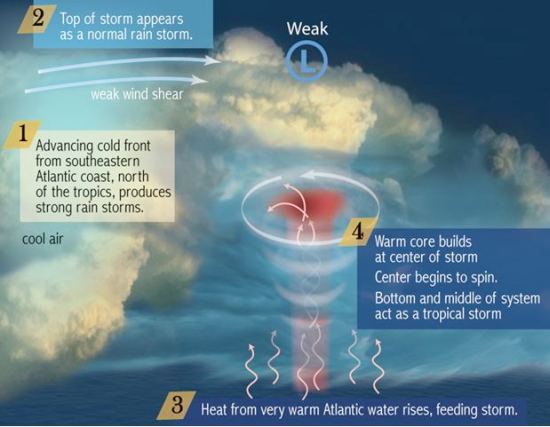 2
Top of storm appears
as a normal rain storm.
Weak
L
weak wind shear
1
Advancing cold front
from southeastern
Atlantic coast, north
of the tropics, produces
strong rain storms.
cool air
4
Warm core builds
at center of storm
Center begins to spin.
Bottom and middle of system
act as a tropical storm
3
Heat from very warm Atlantic water rises, feeding storm.